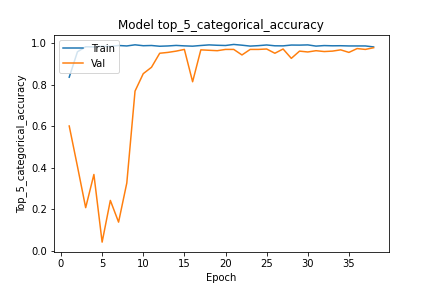 Model top_5_categorical_accuracy
Train
Val
Top_5_categorical_accuracy
1.0
0.8
0.6
0.4
0.2
0.0
0 5 10 15 20 25 30 35
Epoch